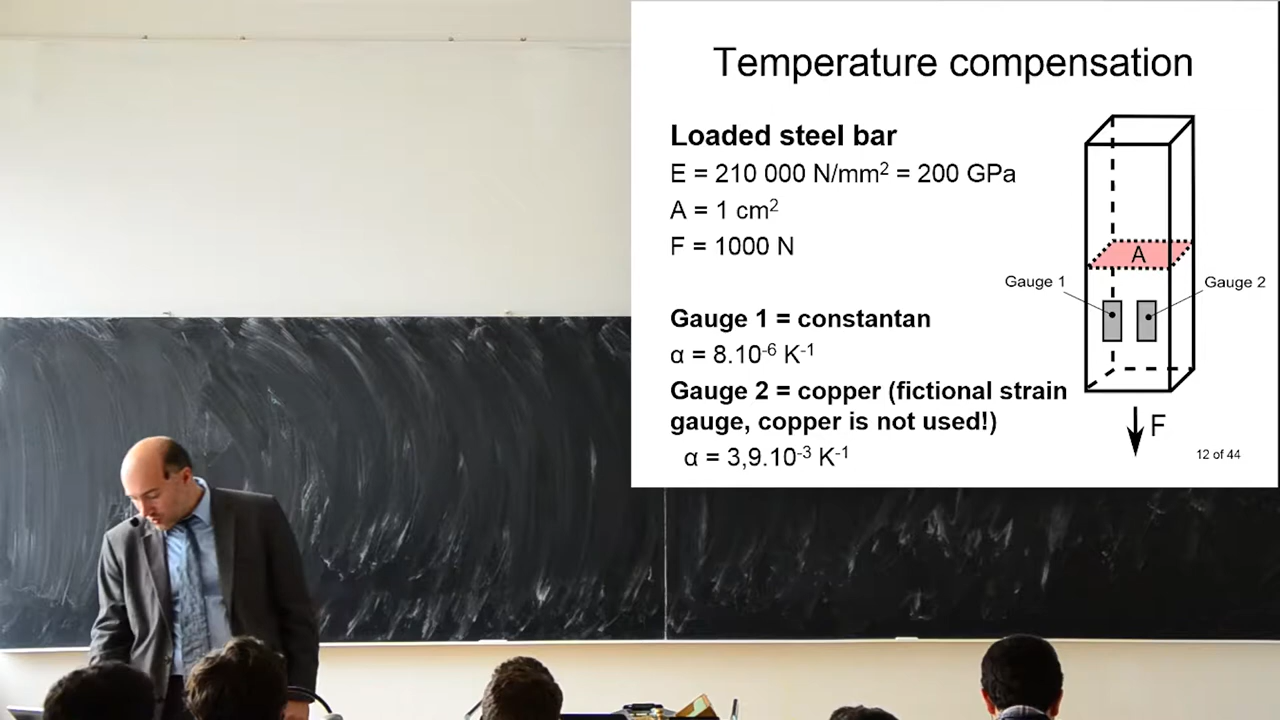 Temperature compensation
Loaded steel bar
E = 210 000 N/mm² = 200 GPa
A = 1 cm²
F = 1000 N
A
Gauge 1
Gauge 2
Gauge 1 = constantan
α = 8.10⁻⁶ K⁻¹
Gauge 2 = copper (fictional strain
gauge, copper is not used!)
α = 3,9.10⁻³ K⁻¹
F
12 of 44